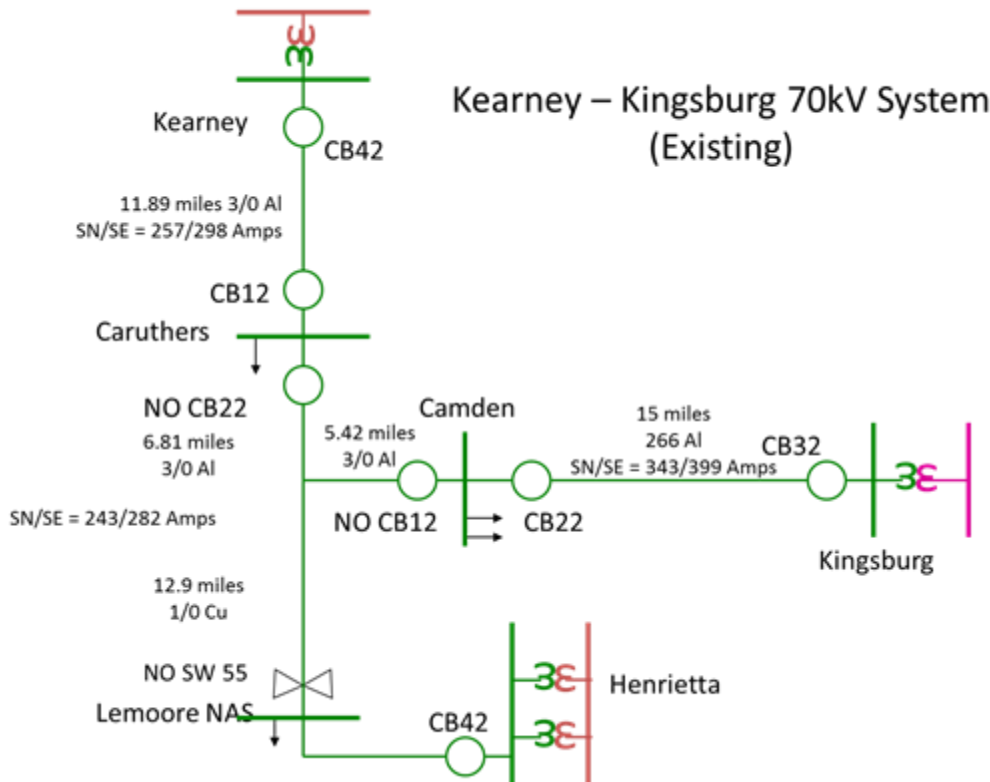 Kearney – Kingsburg 70kV System
(Existing)
Kearney
CB42
11.89 miles 3/0 Al
SN/SE = 257/298 Amps
CB12
Caruthers
NO CB22
6.81 miles
3/0 Al
SN/SE = 243/282 Amps
5.42 miles
3/0 Al
Camden
NO CB12
CB22
15 miles
266 Al
SN/SE = 343/399 Amps
CB32
Kingsburg
12.9 miles
1/0 Cu
NO SW 55
Lemoore NAS
CB42
Henrietta